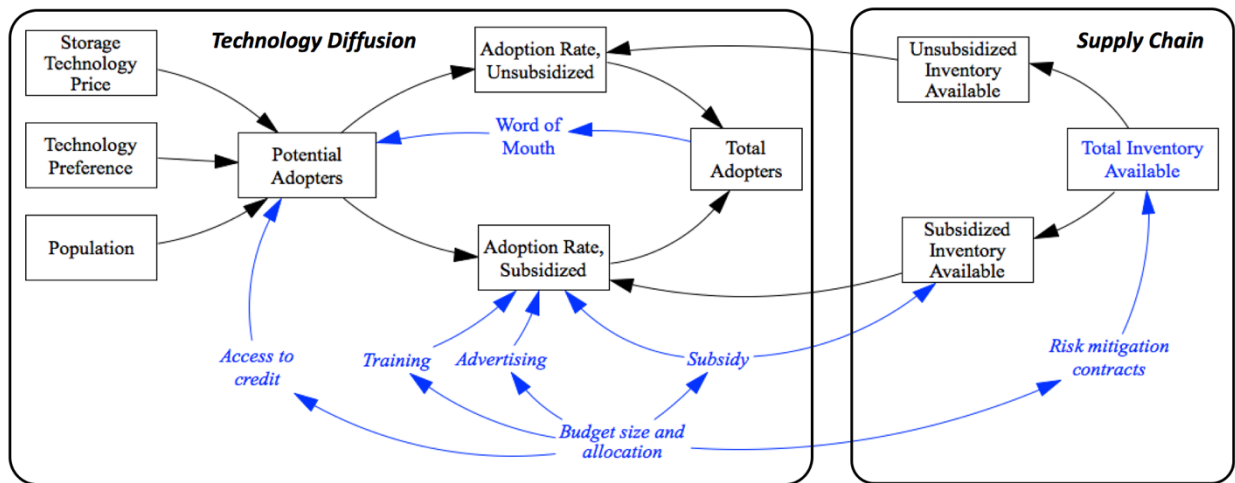 Technology Diffusion
Storage
Technology
Price
Technology
Preference
Population
Potential
Adopters
Adoption Rate,
Unsubsidized
Word of
Mouth
Total
Adopters
Adoption Rate,
Subsidized
Access to
credit
Training
Advertising
Subsidy
Budget size and
allocation
Supply Chain
Unsubsidized
Inventory
Available
Total Inventory
Available
Subsidized
Inventory
Available
Risk mitigation
contracts